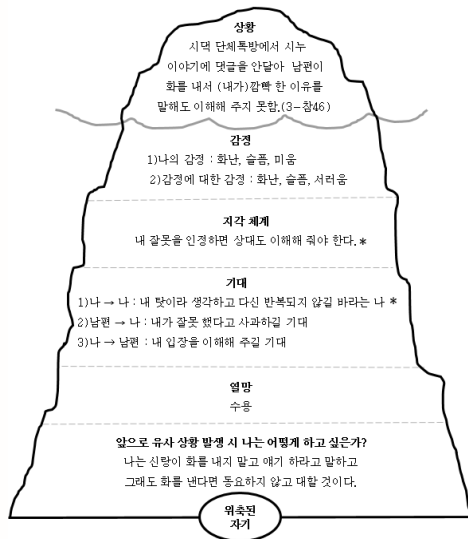 상황
시댁 단체톡방에서 시누
이야기에 댓글을 안달아 남편이
화를 내서 (내가)깜빡 한 이유를
말해도 이해해 주지 못함.(3-참46)
감정
1)나의 감정 : 화난, 슬픔, 미움
2)감정에 대한 감정 : 화난, 슬픔, 서러움
지각 체계
내 잘못을 인정하면 상대도 이해해 줘야 한다.*
기대
1)나 → 나 : 내 탓이라 생각하고 다신 반복되지 않길 바라는 나 *
2)남편 → 나 : 내가 잘못 했다고 사과하길 기대
3)나 → 남편 : 내 입장을 이해해 주길 기대
열망
수용
앞으로 유사 상황 발생 시 나는 어떻게 하고 싶은가?
나는 신랑이 화를 내지 말고 얘기 하라고 말하고
그래도 화를 낸다면 동요하지 않고 대할 것이다.
위축된
자기